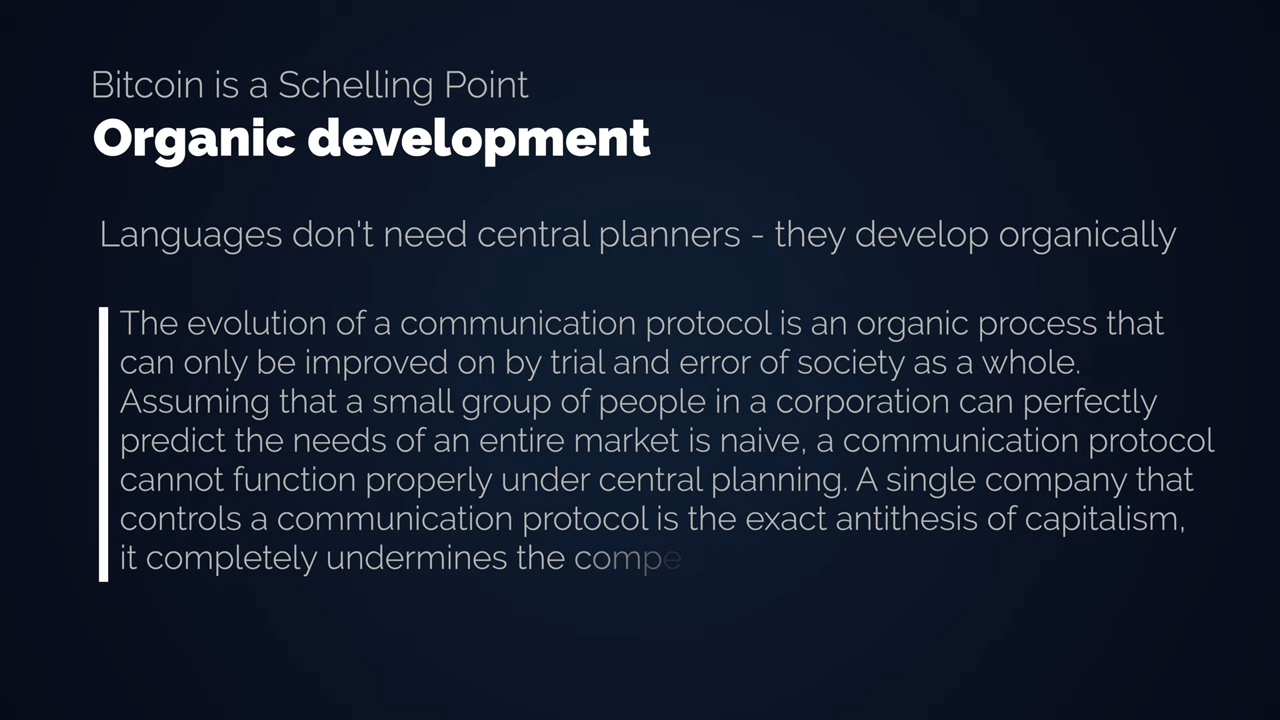 Bitcoin is a Schelling Point
Organic development
Languages don't need central planners - they develop organically
The evolution of a communication protocol is an organic process that
can only be improved on by trial and error of society as a whole.
Assuming that a small group of people in a corporation can perfectly
predict the needs of an entire market is naive, a communication protocol
cannot function properly under central planning. A single company that
controls a communication protocol is the exact antithesis of capitalism,
it completely undermines the compe